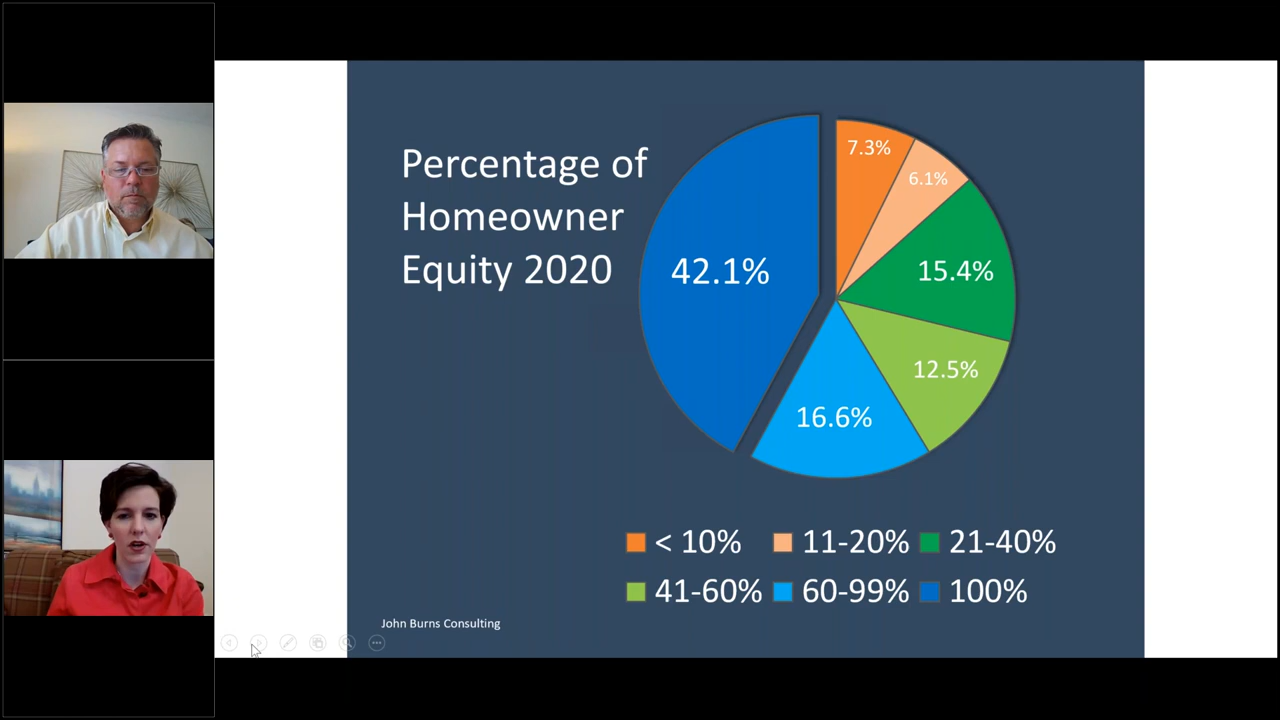 Percentage of
Homeowner
Equity 2020
7.3%
6.1%
15.4%
42.1%
12.5%
16.6%
< 10% 11-20% 21-40%
41-60% 60-99% 100%
John Burns Consulting